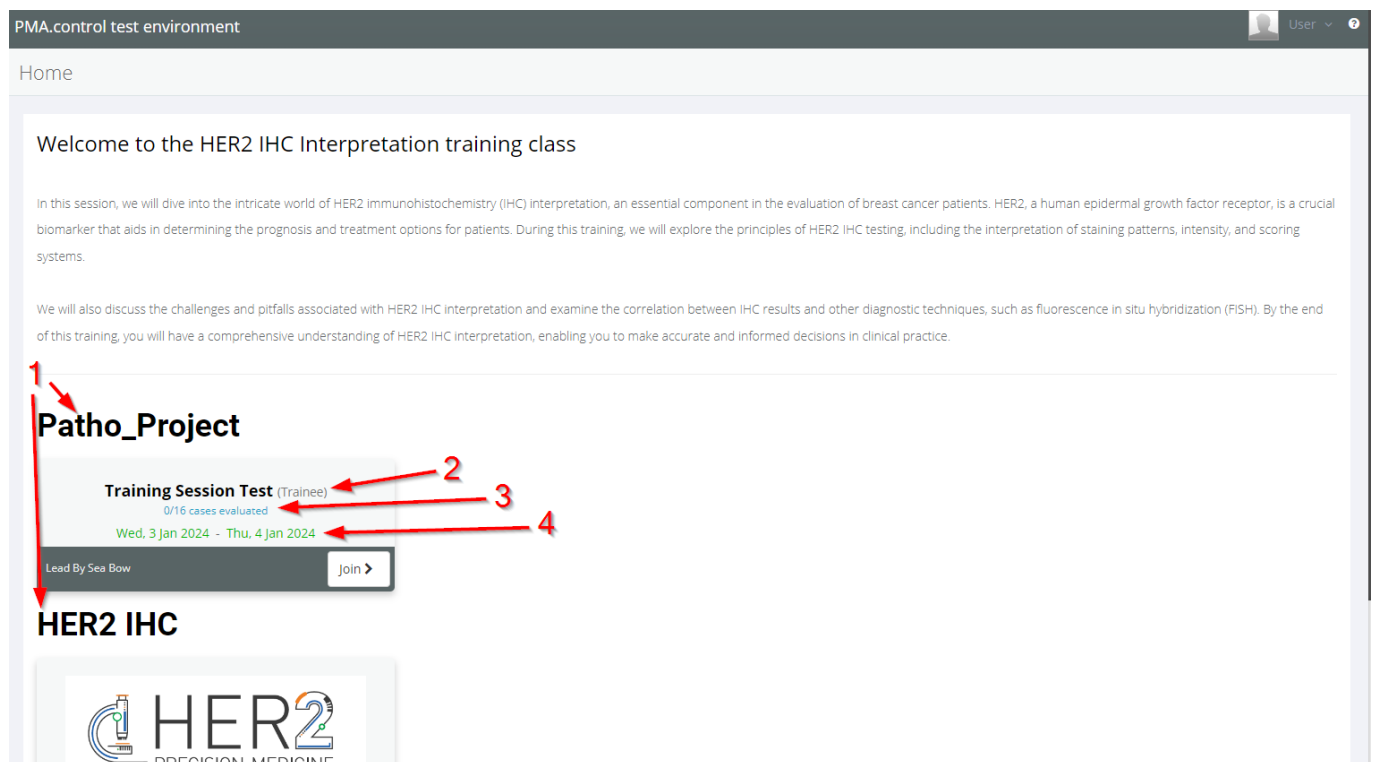 PMA.control test environment
User
Home
Welcome to the HER2 IHC Interpretation training class
In this session, we will dive into the intricate world of HER2 immunohistochemistry (IHC) interpretation, an essential component in the evaluation of breast cancer patients. HER2, a human epidermal growth factor receptor, is a crucial
biomarker that aids in determining the prognosis and treatment options for patients. During this training, we will explore the principles of HER2 IHC testing, including the interpretation of staining patterns, intensity, and scoring
systems.
We will also discuss the challenges and pitfalls associated with HER2 IHC interpretation and examine the correlation between IHC results and other diagnostic techniques, such as fluorescence in situ hybridization (FISH). By the end
of this training, you will have a comprehensive understanding of HER2 IHC interpretation, enabling you to make accurate and informed decisions in clinical practice.
1
Patho_Project
2
Training Session Test (Trainee)
3
0/16 cases evaluated
4
Wed, 3 Jan 2024 - Thu, 4 Jan 2024
Lead By Sea Bow
Join
HER2 IHC
HER2
PRECISION MEDICINE